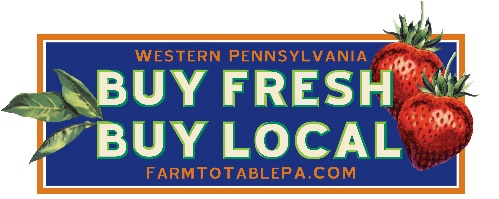 Western Pennsylvania
BUY FRESH
BUY LOCAL
FarmToTablePA.com